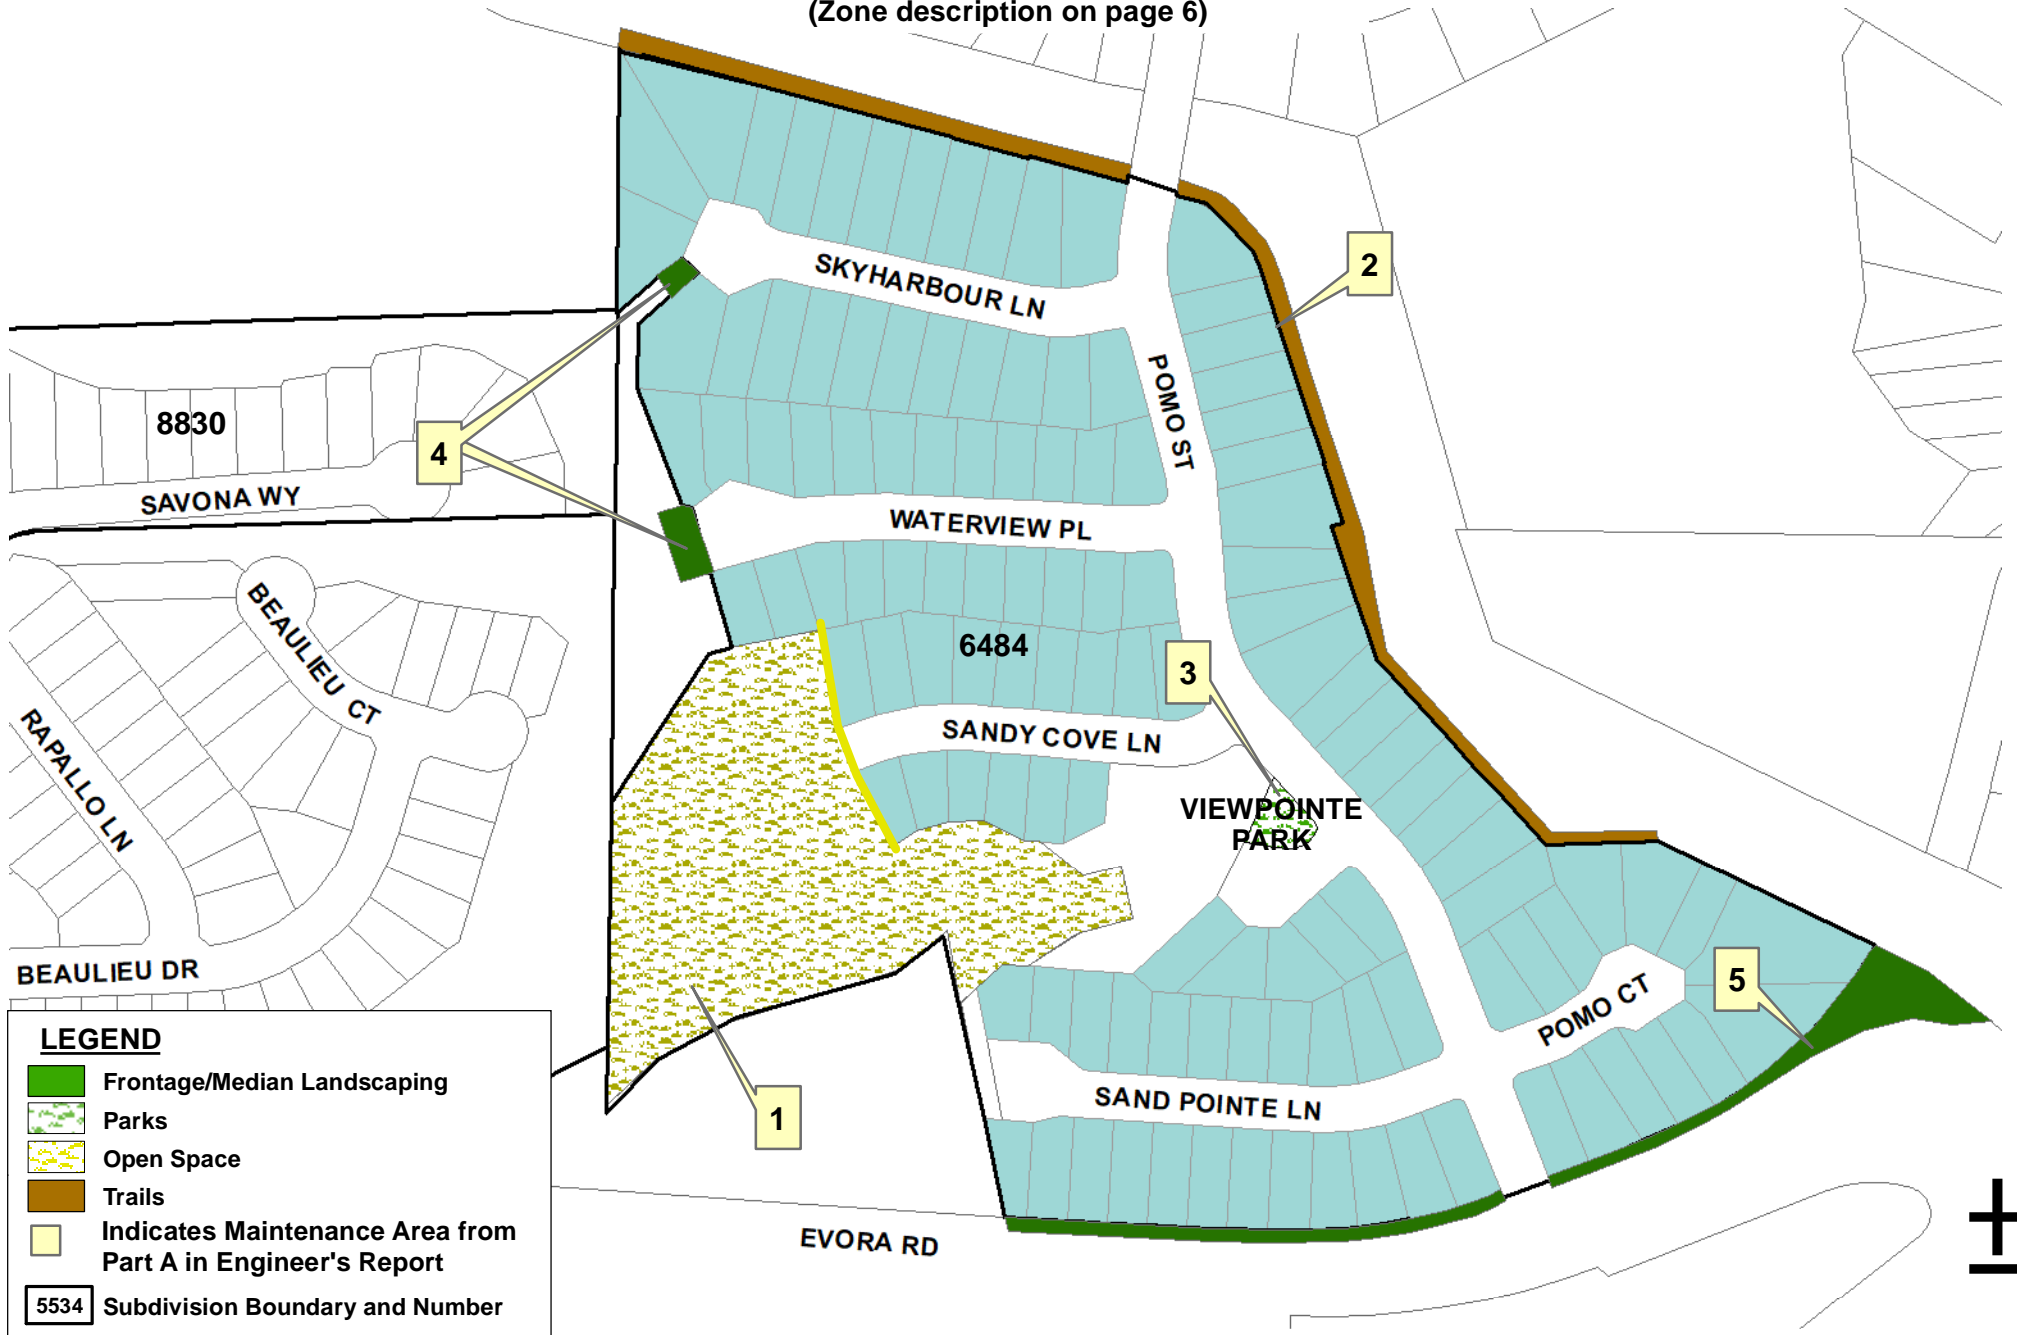 (Zone description on page 6)
2
SKYHARBOUR LN
POMO ST
8830
4
SAVONA WY
WATERVIEW PL
BEAULIEU CT
6484
3
RAPALLO LN
SANDY COVE LN
VIEWPOINTE
PARK
BEAULIEU DR
5
POMO CT
SAND POINTE LN
1
EVORA RD
LEGEND
Frontage/Median Landscaping
Parks
Open Space
Trails
Indicates Maintenance Area from
Part A in Engineer's Report
5534 Subdivision Boundary and Number